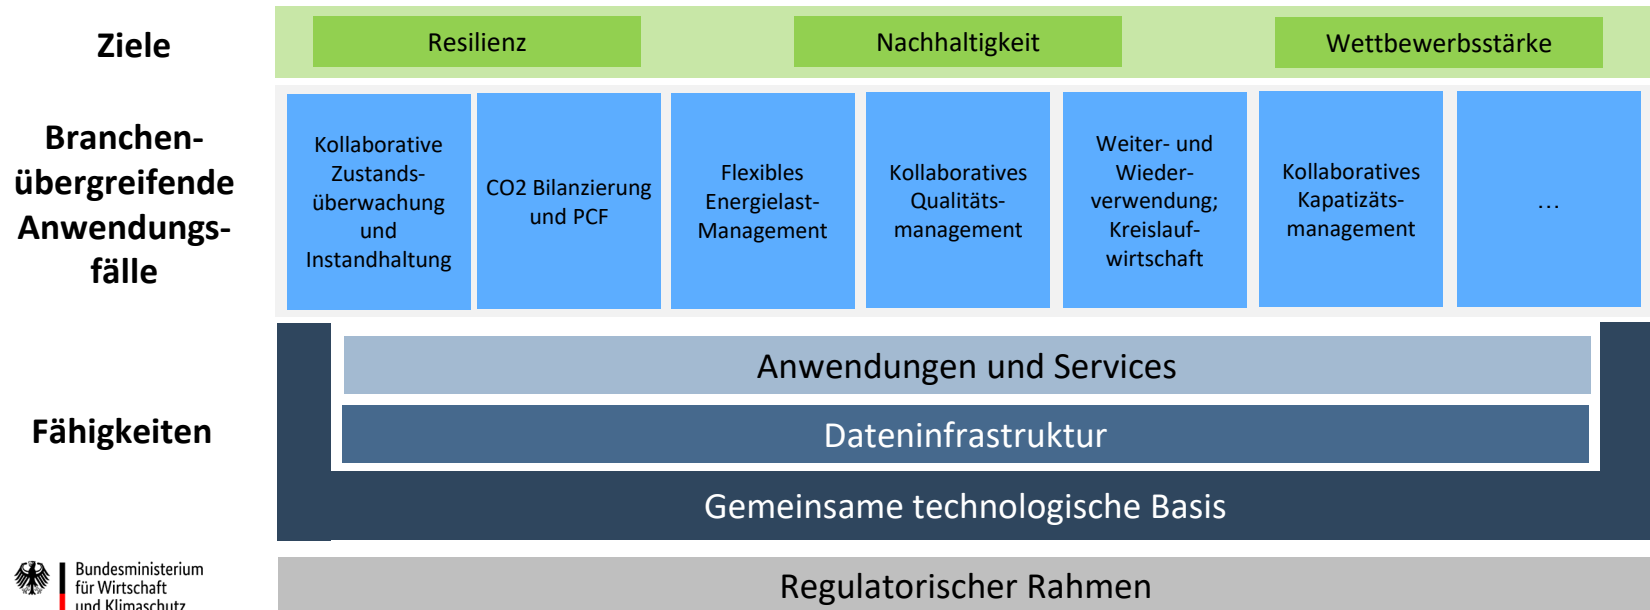 Ziele
Resilienz
Nachhaltigkeit
Wettbewerbsstärke
Branchen-
übergreifende
Anwendungs-
fälle
Kollaborative
Zustands-
überwachung
und
Instandhaltung
CO2 Bilanzierung
und PCF
Flexibles
Energielast-
Management
Kollaboratives
Qualitäts-
management
Weiter- und
Wieder-
verwendung;
Kreislauf-
wirtschaft
Kollaboratives
Kapatizäts-
management
…
Fähigkeiten
Anwendungen und Services
Dateninfrastruktur
Gemeinsame technologische Basis
Regulatorischer Rahmen
Bundesministerium
für Wirtschaft
und Klimaschutz